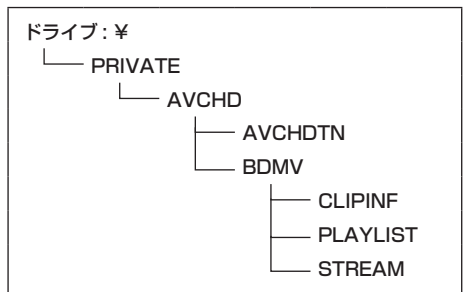 ドライブ:¥
PRIVATE
AVCHD
AVCHDTN
BDMV
CLIPINF
PLAYLIST
STREAM